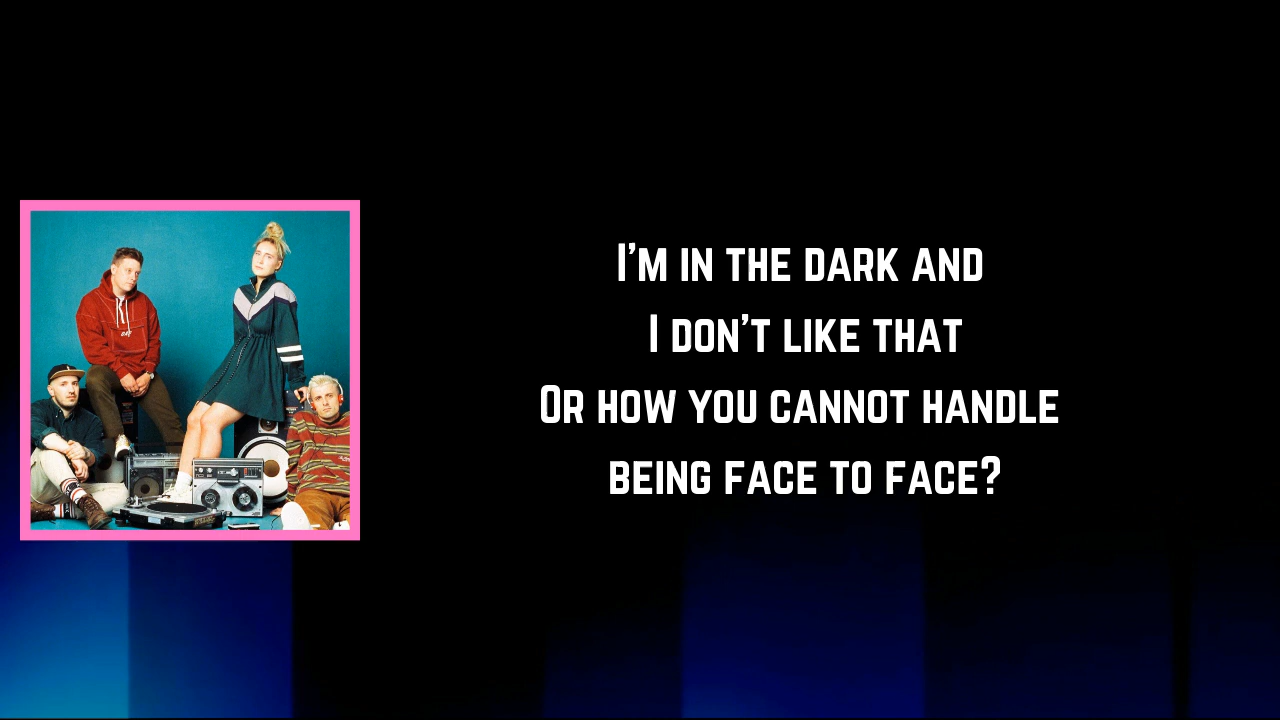 I'm in the dark and
I don't like that
Or how you cannot handle
being face to face?